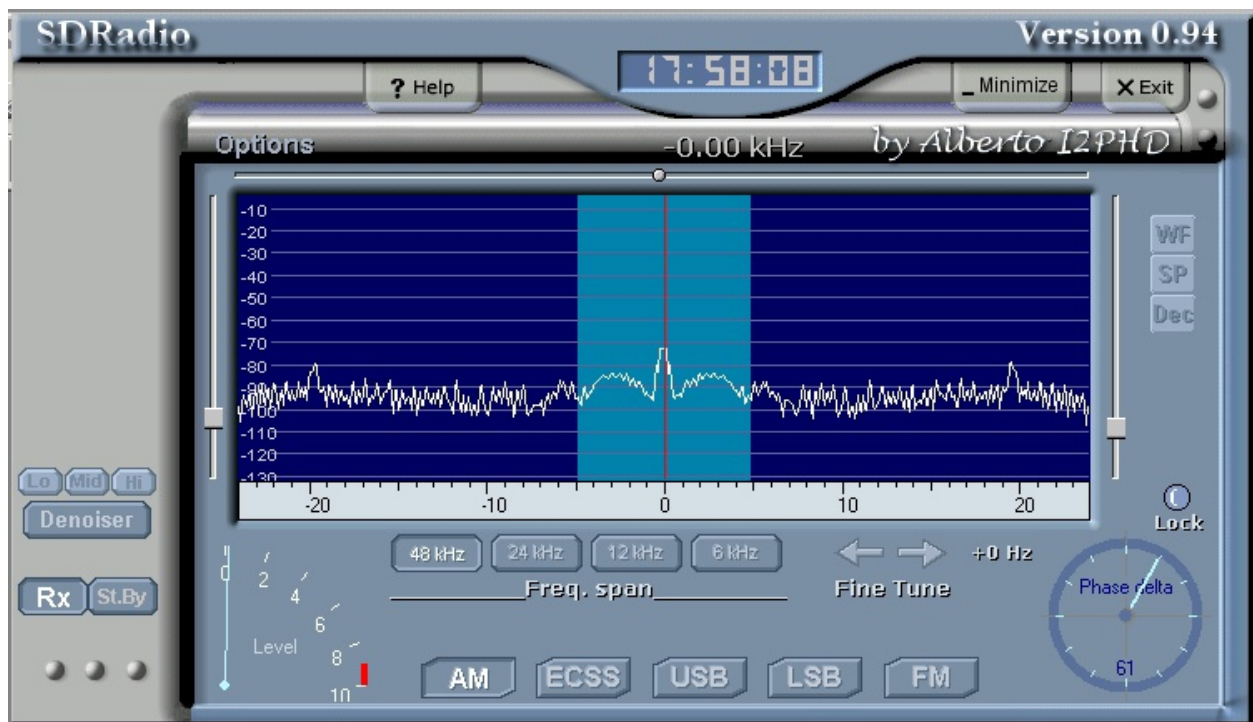 SDRadio
Version 0.94
17:58:08
? Help
_ Minimize
X Exit
Options
-0.00 kHz
by Alberto I2PHD
-10
-20
-30
-40
-50
-60
-70
-80
-90
-100
-110
-120
-130
-20 -10 0 10 20
WF
SP
Dec
Lo Mid Hi
Denoiser
Lock
48 kHz 24 kHz 12 kHz 6 kHz
+0 Hz
Freq. span
Fine Tune
Rx St.By
0
2
4
6
8
10
Level
Phase delta
61
AM ECSS USB LSB FM